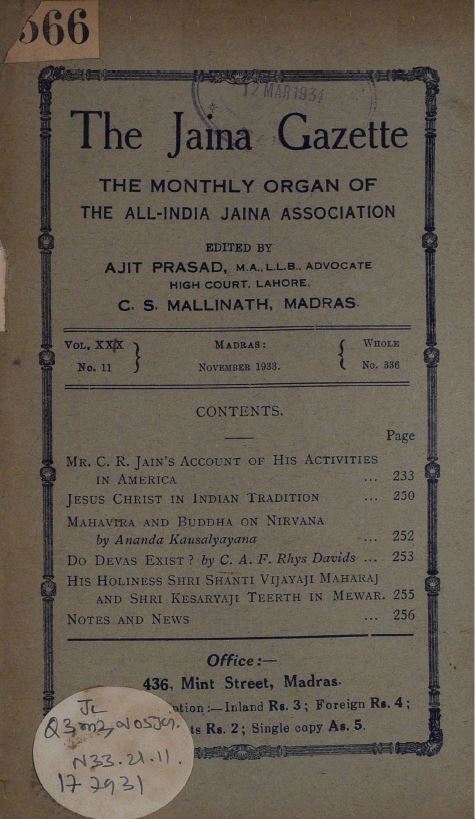 566
12 MAR 1934
The Jaina Gazette
THE MONTHLY ORGAN OF
THE ALL-INDIA JAINA ASSOCIATION
EDITED BY
AJIT PRASAD, M.A., L.L.B., ADVOCATE
HIGH COURT, LAHORE.
C. S. MALLINATH, MADRAS.
VOL. XXIX
No. 11
MADRAS:
NOVEMBER 1933.
WHOLE
No. 336
CONTENTS.
Page
MR. C. R. JAIN'S ACCOUNT OF HIS ACTIVITIES
IN AMERICA ... 233
JESUS CHRIST IN INDIAN TRADITION ... 250
MAHAVIRA AND BUDDHA ON NIRVANA
by Ananda Kausalyayana ... 252
DO DEVAS EXIST? by C. A. F. Rhys Davids ... 253
HIS HOLINESS SHRI SHANTI VIJAYAJI MAHARAJ
AND SHRI KESARYAJI TEERTH IN MEWAR. 255
NOTES AND NEWS ... 256
Office:—
436, Mint Street, Madras.
ption:—Inland Rs. 3; Foreign Rs. 4;
ts Rs. 2; Single copy As. 5.
N33.21.11.
17 7931